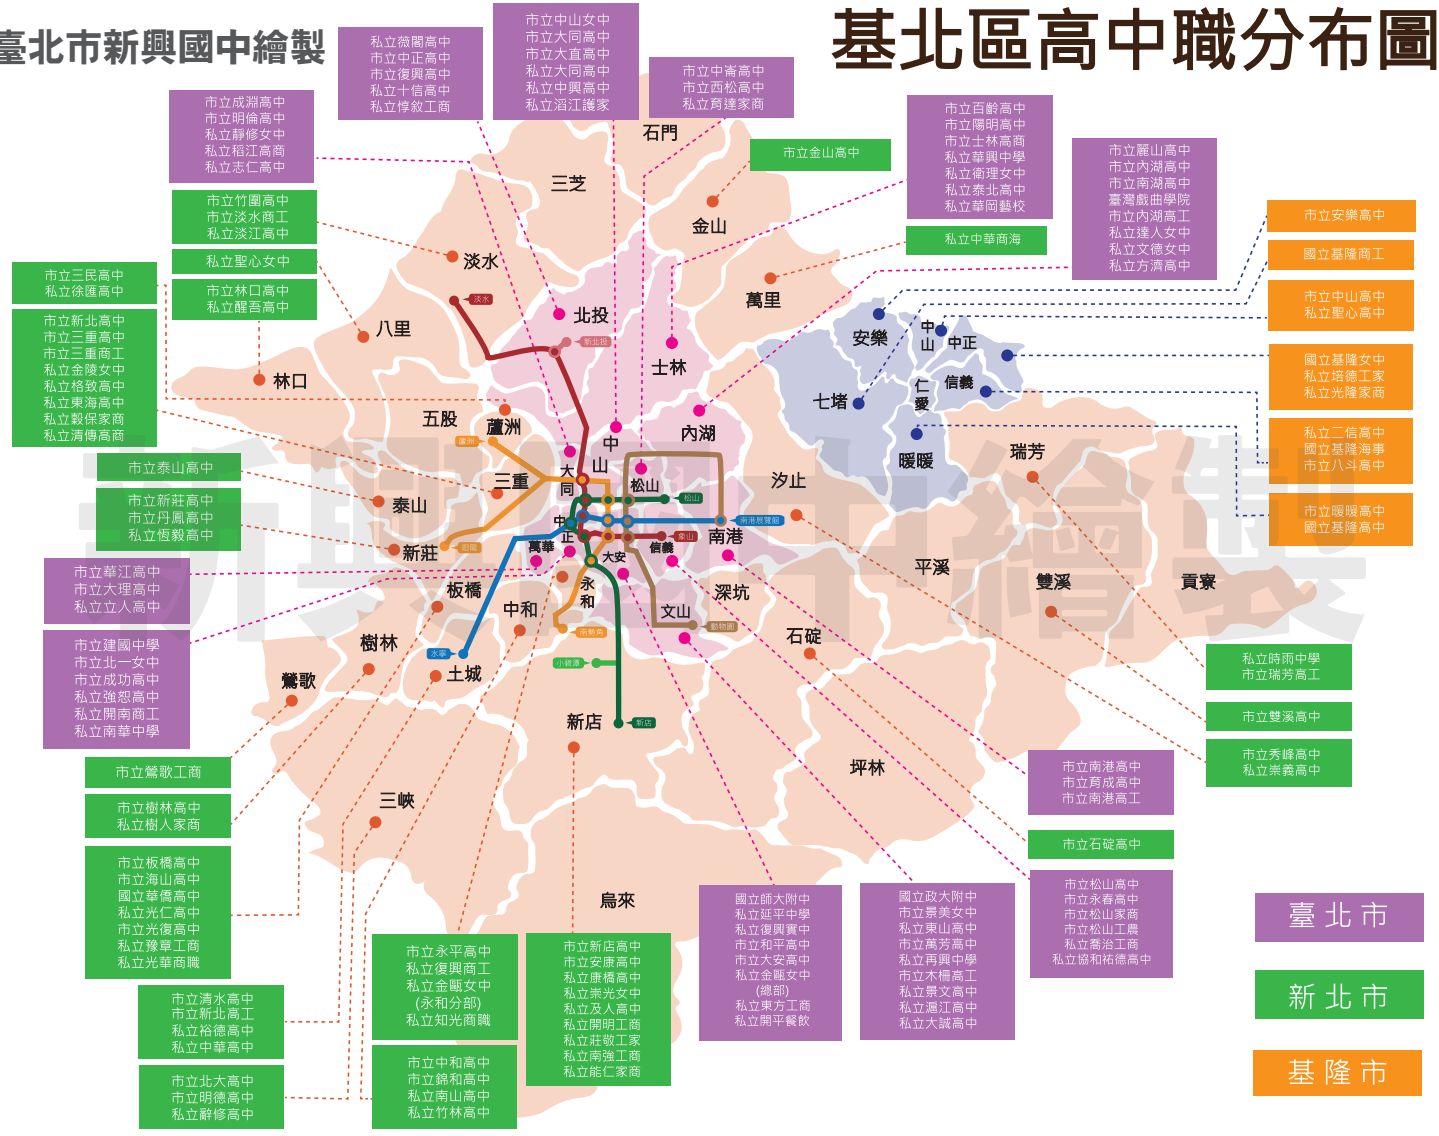 臺北市新興國中繪製
基北區高中職分布圖
私立薇閣高中
市立中正高中
市立復興高中
私立十信高中
私立惇敘工商
市立中山女中
市立大同高中
市立大直高中
私立大同高中
私立中興高中
私立滔江護家
市立中崙高中
市立西松高中
私立育達家商
市立成淵高中
市立明倫高中
私立靜修女中
私立稻江高商
私立志仁高中
市立金山高中
市立百齡高中
市立陽明高中
市立士林高商
私立華興中學
私立衛理女中
私立泰北高中
私立華岡藝校
市立麗山高中
市立內湖高中
市立南湖高中
臺灣戲曲學院
市立內湖高工
私立達人女中
私立文德女中
私立方濟高中
市立竹圍高中
市立淡水商工
私立淡江高中
私立聖心女中
市立林口高中
私立醒吾高中
私立中華商海
市立安樂高中
國立基隆商工
市立中山高中
私立聖心高中
國立基隆女中
私立培德工家
私立光隆家商
私立二信高中
國立基隆海事
市立八斗高中
市立暖暖高中
國立基隆高中
市立三民高中
私立徐匯高中
市立新北高中
市立三重高中
市立三重商工
私立金陵女中
私立格致高中
私立東海高中
私立穀保家商
私立清傳高商
市立泰山高中
市立新莊高中
市立丹鳳高中
私立恆毅高中
市立華江高中
市立大理高中
私立立人高中
市立建國中學
市立北一女中
市立成功高中
私立強恕高中
私立開南商工
私立南華中學
市立鶯歌工商
市立樹林高中
私立樹人家商
市立板橋高中
市立海山高中
國立華僑高中
私立光仁高中
市立光復高中
私立豫章工商
私立光華商職
市立清水高中
市立新北高工
私立裕德高中
私立中華高中
市立北大高中
市立明德高中
私立辭修高中
市立永平高中
私立復興商工
私立金甌女中
(永和分部)
私立知光商職
市立中和高中
市立錦和高中
私立南山高中
私立竹林高中
市立新店高中
市立安康高中
私立康橋高中
私立崇光女中
私立及人高中
私立開明工商
私立莊敬工家
私立南強工商
私立能仁家商
國立師大附中
私立延平中學
私立復興實中
市立和平高中
市立大安高中
私立金甌女中
(總部)
私立東方工商
私立開平餐飲
國立政大附中
市立景美女中
私立東山高中
市立萬芳高中
私立再興中學
市立木柵高工
私立景文高中
私立滬江高中
私立大誠高中
市立松山高中
市立永春高中
市立松山家商
市立松山工農
私立喬治工商
私立協和祐德高中
市立南港高中
市立育成高中
市立南港高工
市立石碇高中
私立時雨中學
市立瑞芳高工
市立雙溪高中
市立秀峰高中
私立崇義高中
臺北市
新北市
基隆市
石門
三芝
金山
淡水
萬里
八里
林口
北投
士林
五股
蘆洲
中山
內湖
大同
三重
松山
泰山
新莊
中正
萬華
信義
大安
南港
板橋
永和
中和
文山
深坑
樹林
土城
鶯歌
新店
三峽
烏來
石碇
坪林
汐止
平溪
瑞芳
雙溪
貢寮
安樂
中山
中正
仁愛
信義
七堵
暖暖
淡水
新北投
蘆洲
迴龍
松山
南港展覽館
象山
動物園
南勢角
永寧
小碧潭
新店
新興國中繪製